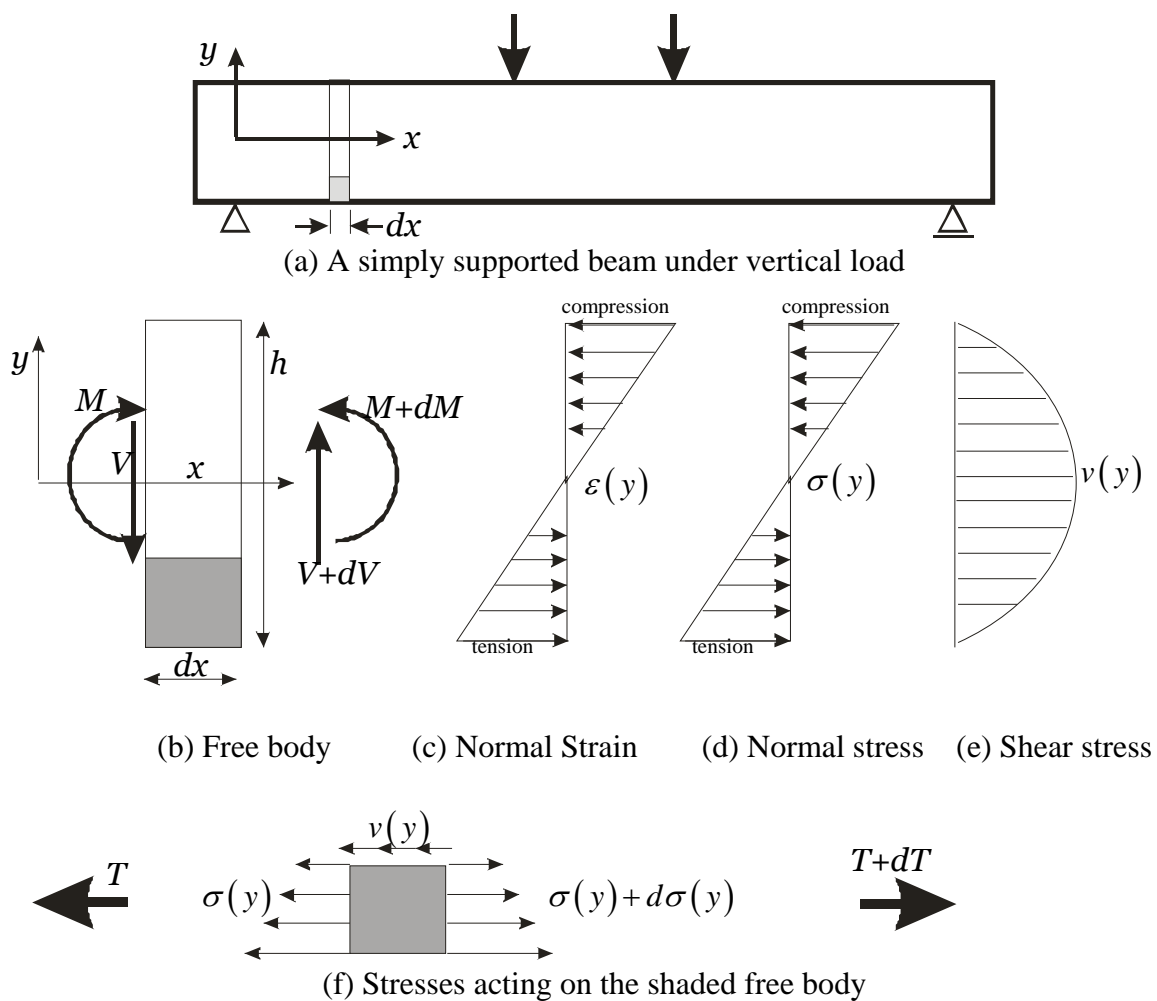 y
x
dx
(a) A simply supported beam under vertical load
compression compression
y
h
M M+dM
V x ε(y) σ(y) v(y)
V+dV
tension tension
dx
(b) Free body (c) Normal Strain (d) Normal stress (e) Shear stress
v(y)
T T+dT
σ(y) σ(y)+dσ(y)
(f) Stresses acting on the shaded free body